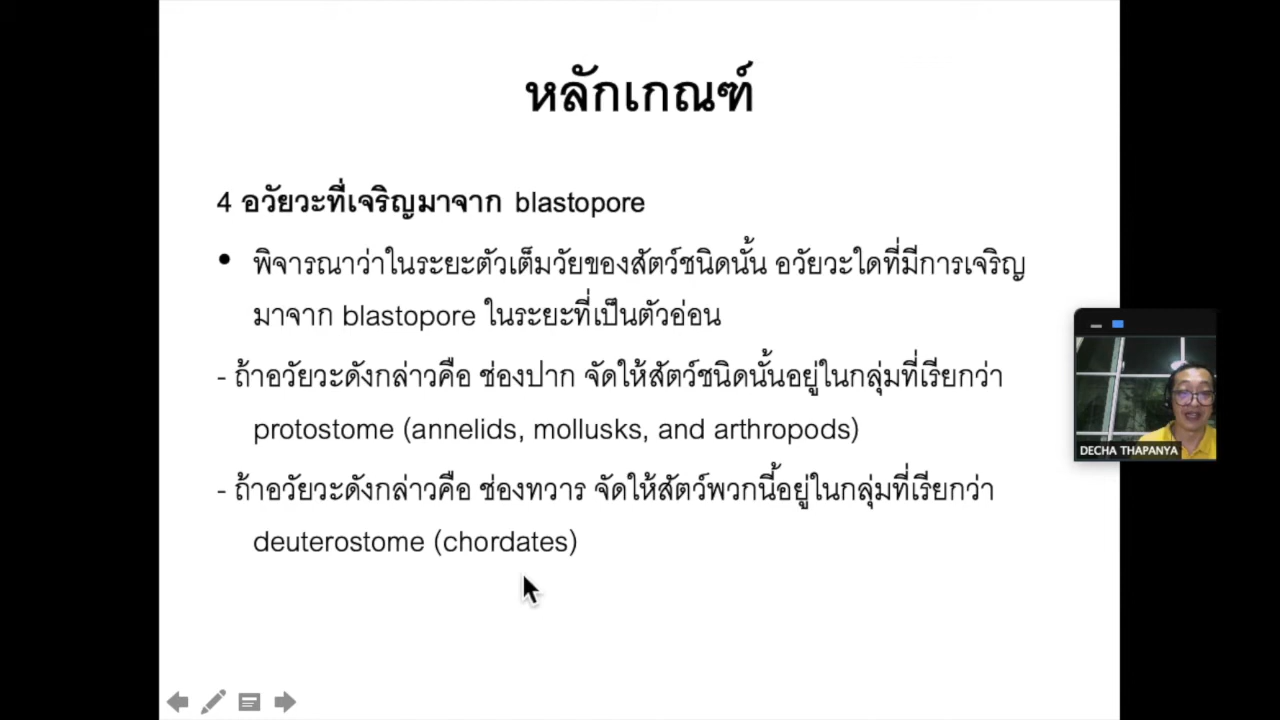 หลักเกณฑ์
4 อวัยวะที่เจริญมาจาก blastopore
• พิจารณาว่าในระยะตัวเต็มวัยของสัตว์ชนิดนั้น อวัยวะใดที่มีการเจริญ
มาจาก blastopore ในระยะที่เป็นตัวอ่อน
- ถ้าอวัยวะดังกล่าวคือ ช่องปาก จัดให้สัตว์ชนิดนั้นอยู่ในกลุ่มที่เรียกว่า
protostome (annelids, mollusks, and arthropods)
- ถ้าอวัยวะดังกล่าวคือ ช่องทวาร จัดให้สัตว์พวกนี้อยู่ในกลุ่มที่เรียกว่า
deuterostome (chordates)
DECHA THAPANYA